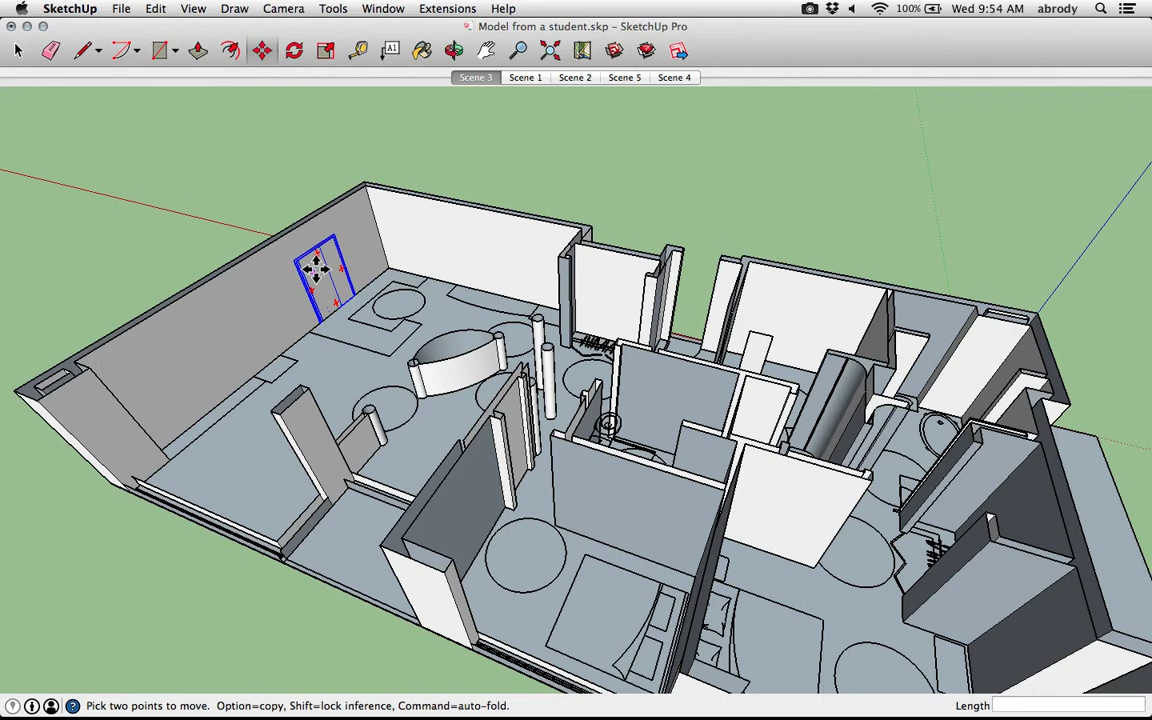 SketchUp File Edit View Draw Camera Tools Window Extensions Help 100% Wed 9:54 AM abrody
Model from a student.skp – SketchUp Pro
A1
Scene 3 Scene 1 Scene 2 Scene 5 Scene 4
Pick two points to move. Option=copy, Shift=lock inference, Command=auto-fold. Length